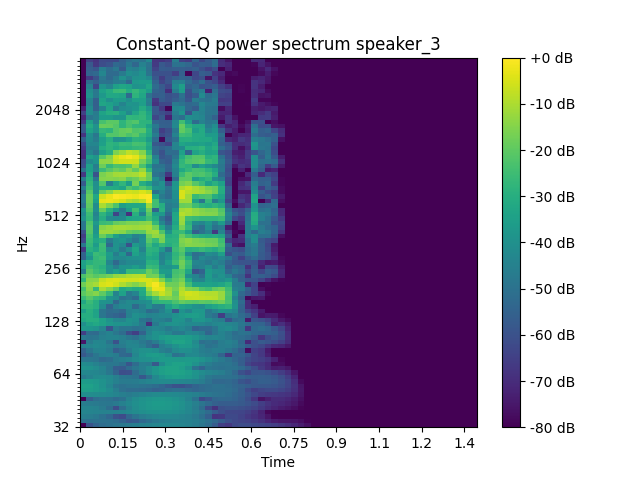 Constant-Q power spectrum speaker_3
Hz
2048
1024
512
256
128
64
32
0 0.15 0.3 0.45 0.6 0.75 0.9 1.1 1.2 1.4
Time
+0 dB
-10 dB
-20 dB
-30 dB
-40 dB
-50 dB
-60 dB
-70 dB
-80 dB